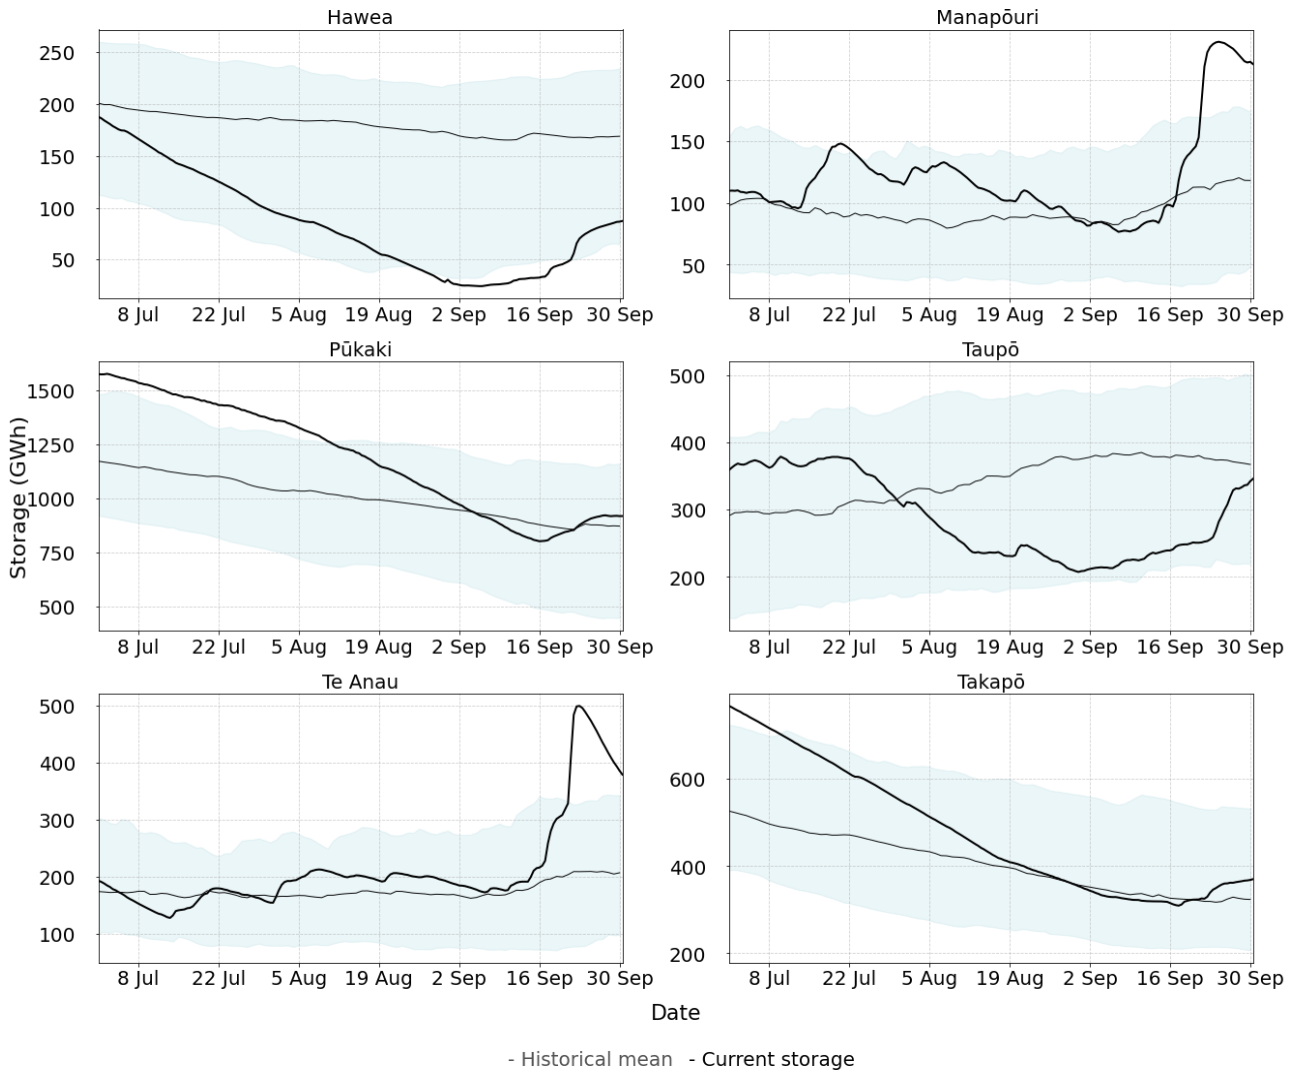 Hawea
250
200
150
100
50
8 Jul 22 Jul 5 Aug 19 Aug 2 Sep 16 Sep 30 Sep
Manapōuri
200
150
100
50
8 Jul 22 Jul 5 Aug 19 Aug 2 Sep 16 Sep 30 Sep
Storage (GWh)
Pūkaki
1500
1250
1000
750
500
8 Jul 22 Jul 5 Aug 19 Aug 2 Sep 16 Sep 30 Sep
Taupō
500
400
300
200
8 Jul 22 Jul 5 Aug 19 Aug 2 Sep 16 Sep 30 Sep
Te Anau
500
400
300
200
100
8 Jul 22 Jul 5 Aug 19 Aug 2 Sep 16 Sep 30 Sep
Takapō
600
400
200
8 Jul 22 Jul 5 Aug 19 Aug 2 Sep 16 Sep 30 Sep
Date
- Historical mean - Current storage